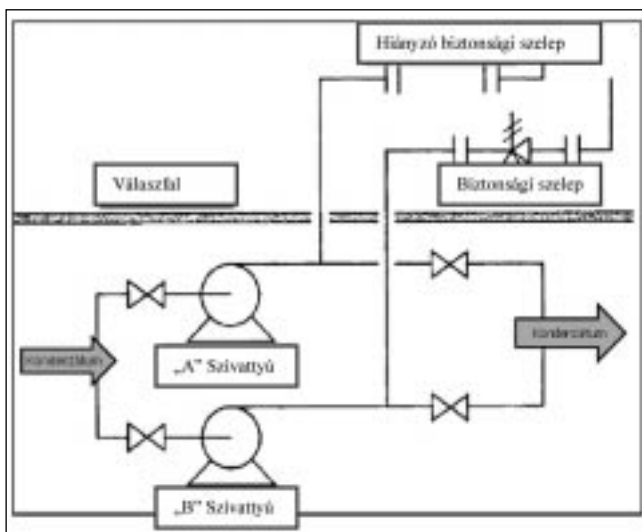 Hiányzó biztonsági szelep
Válaszfal
Biztonsági szelep
Kondenzátum
„A” Szivattyú
Kondenzátum
„B” Szivattyú